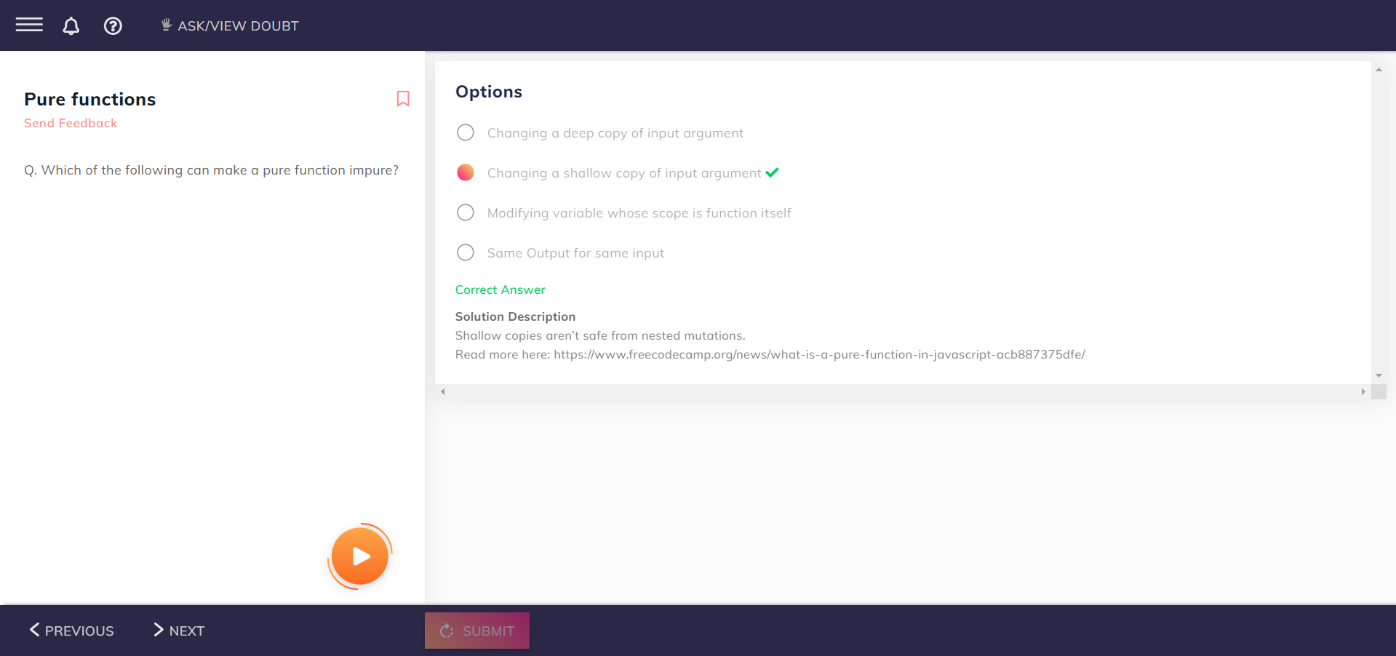 ASK/VIEW DOUBT
Pure functions
Send Feedback
Q. Which of the following can make a pure function impure?
Options
Changing a deep copy of input argument
Changing a shallow copy of input argument
Modifying variable whose scope is function itself
Same Output for same input
Correct Answer
Solution Description
Shallow copies aren't safe from nested mutations.
Read more here: https://www.freecodecamp.org/news/what-is-a-pure-function-in-javascript-acb887375dfe/
PREVIOUS
NEXT
SUBMIT